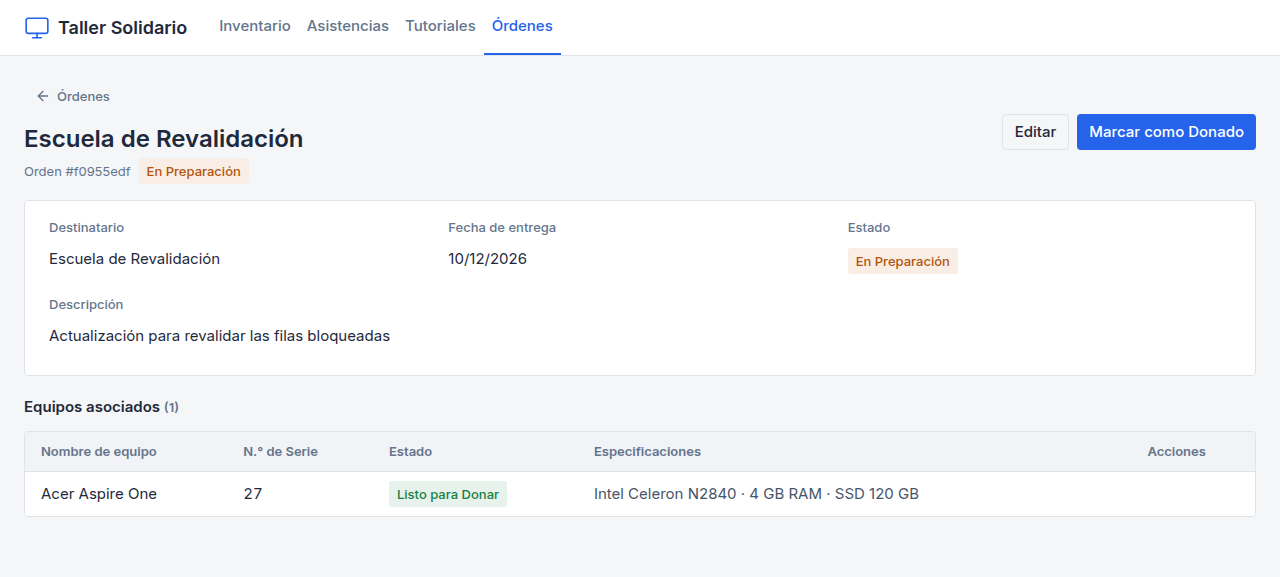 Taller Solidario Inventario Asistencias Tutoriales Órdenes
Órdenes
Escuela de Revalidación
Editar Marcar como Donado
Orden #f0955edf En Preparación
Destinatario Fecha de entrega Estado
Escuela de Revalidación 10/12/2026 En Preparación
Descripción
Actualización para revalidar las filas bloqueadas
Equipos asociados (1)
Nombre de equipo N.º de Serie Estado Especificaciones Acciones
Acer Aspire One 27 Listo para Donar Intel Celeron N2840 · 4 GB RAM · SSD 120 GB